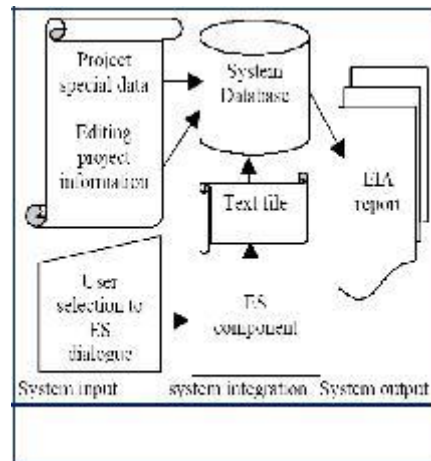 Project
special data
Editing
project
information
System
Database
Text file
EIA
report
User
selection to
ES
dialogue
ES
component
System input
system integration
System output